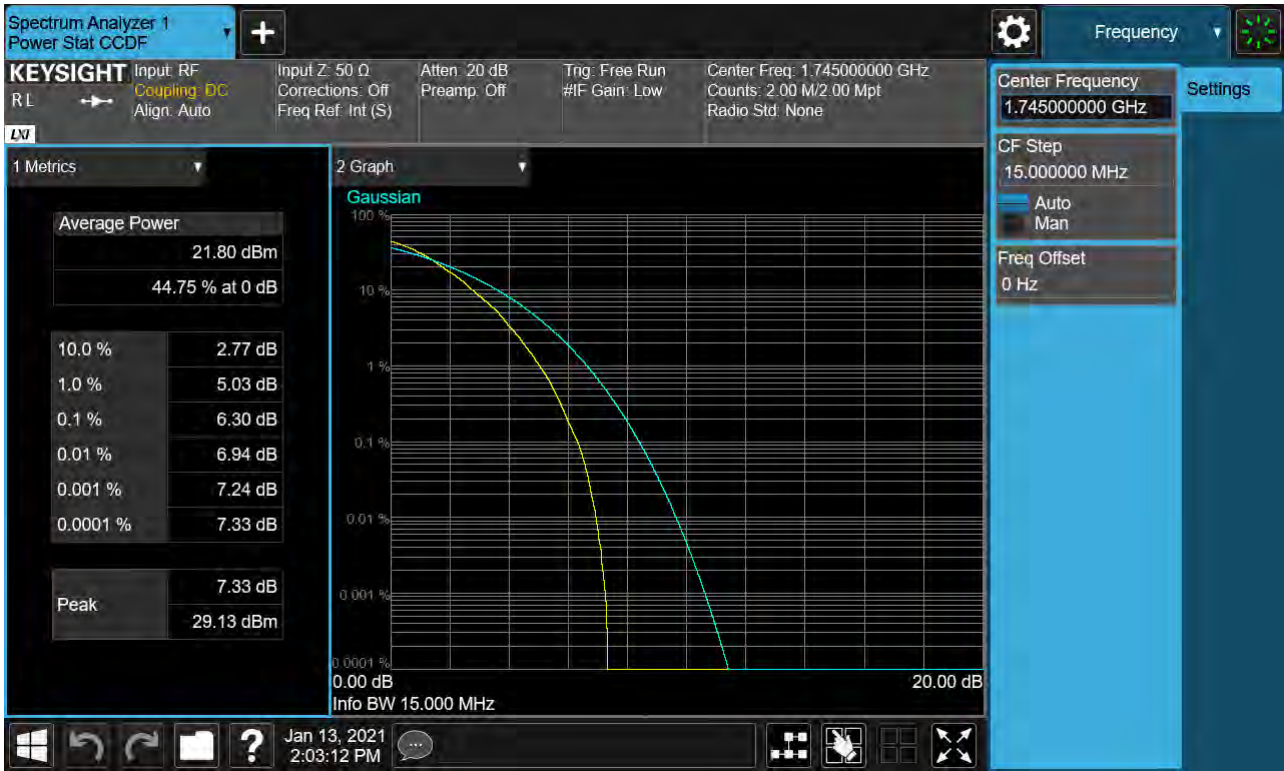 Spectrum Analyzer 1
Power Stat CCDF
Frequency
KEYSIGHT
RL
LXI
Input: RF
Coupling: DC
Align: Auto
Input Z: 50 Ω
Corrections: Off
Freq Ref: Int (S)
Atten: 20 dB
Preamp: Off
Trig: Free Run
#IF Gain: Low
Center Freq: 1.745000000 GHz
Counts: 2.00 M/2.00 Mpt
Radio Std: None
Center Frequency
1.745000000 GHz
Settings
CF Step
15.000000 MHz
Auto
Man
Freq Offset
0 Hz
1 Metrics
Average Power
21.80 dBm
44.75 % at 0 dB
10.0 % 2.77 dB
1.0 % 5.03 dB
0.1 % 6.30 dB
0.01 % 6.94 dB
0.001 % 7.24 dB
0.0001 % 7.33 dB
Peak
7.33 dB
29.13 dBm
2 Graph
Gaussian
100 %
10 %
1 %
0.1 %
0.01 %
0.001 %
0.0001 %
0.00 dB 20.00 dB
Info BW 15.000 MHz
?
Jan 13, 2021
2:03:12 PM